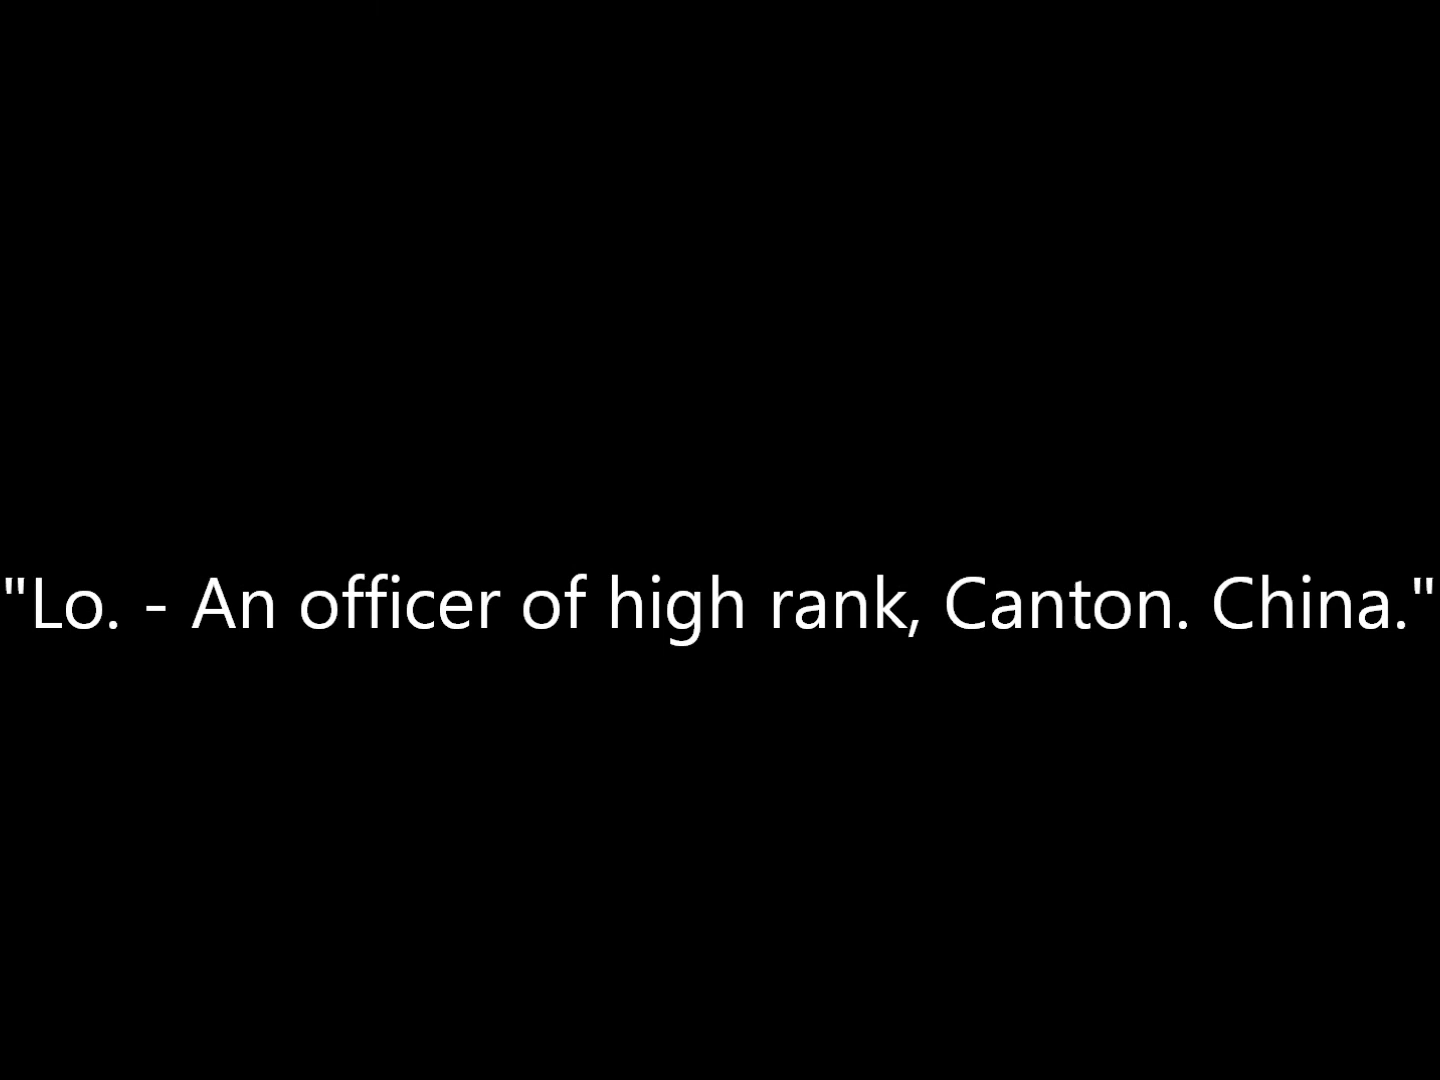 "Lo. - An officer of high rank, Canton. China."